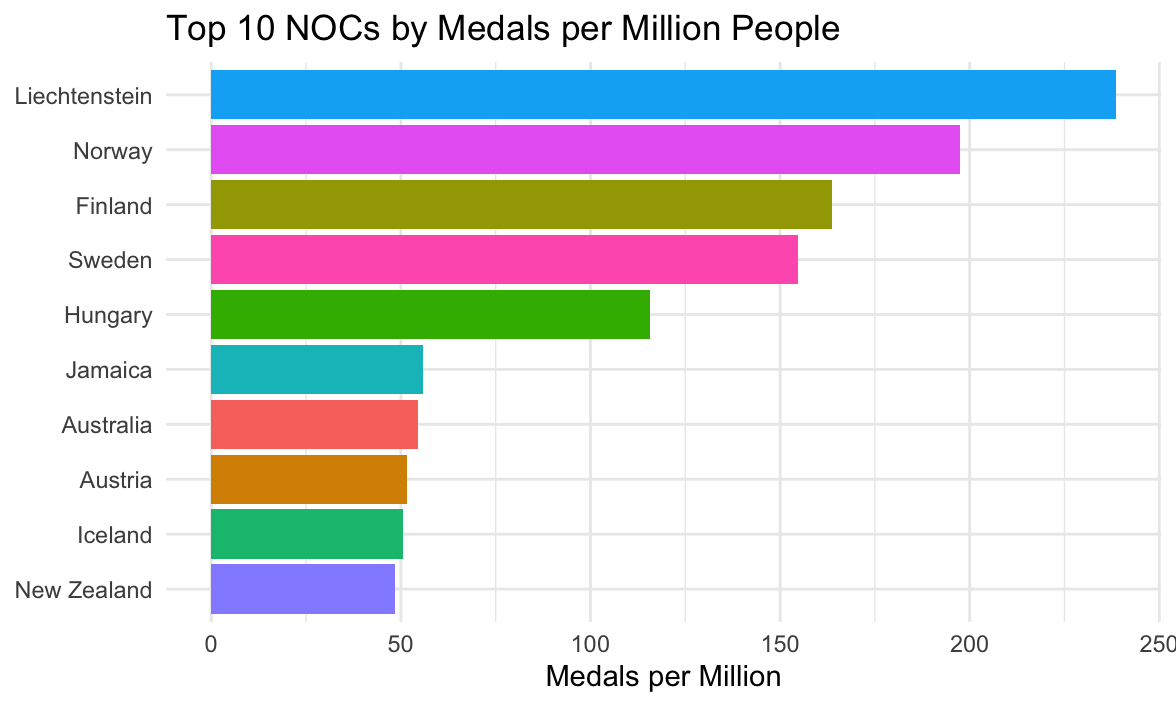 Top 10 NOCs by Medals per Million People
Liechtenstein
Norway
Finland
Sweden
Hungary
Jamaica
Australia
Austria
Iceland
New Zealand
0 50 100 150 200 250
Medals per Million